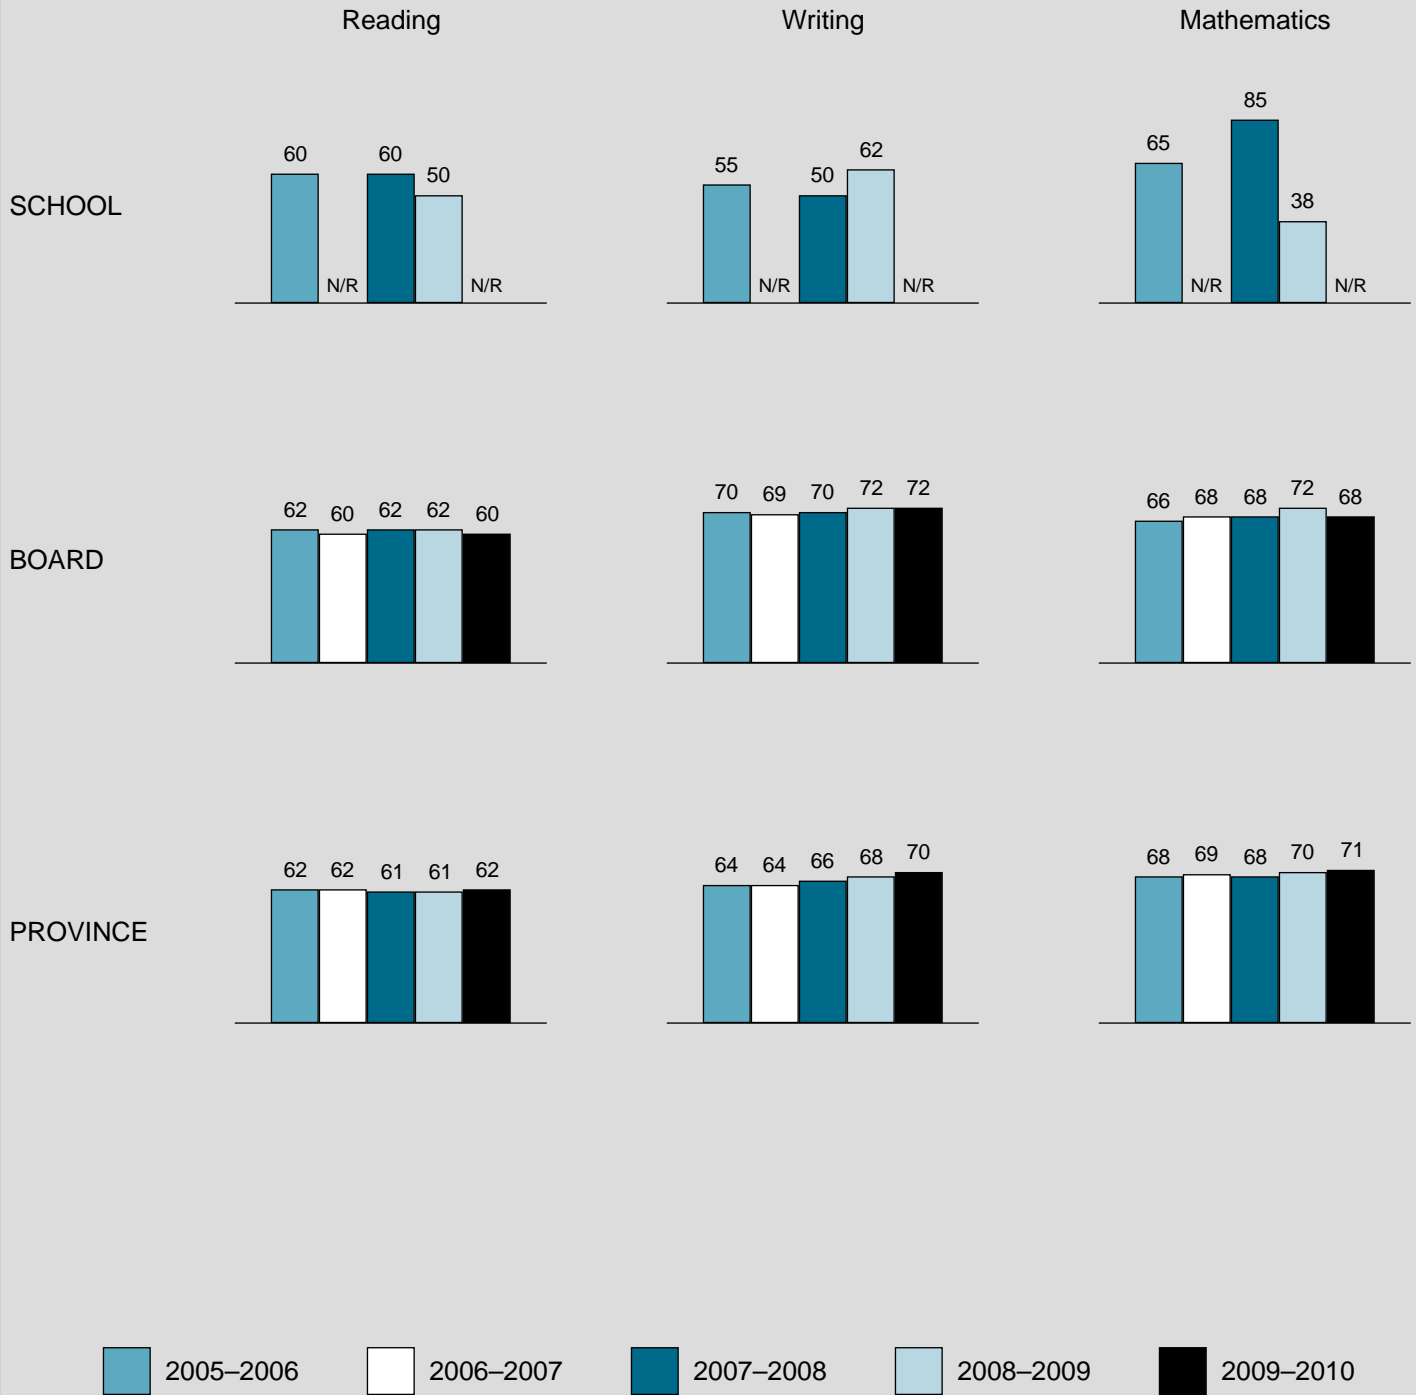 Reading Writing Mathematics
SCHOOL
60 N/R 60 50 N/R
55 N/R 50 62 N/R
65 N/R 85 38 N/R
BOARD
62 60 62 62 60
70 69 70 72 72
66 68 68 72 68
PROVINCE
62 62 61 61 62
64 64 66 68 70
68 69 68 70 71
2005–2006 2006–2007 2007–2008 2008–2009 2009–2010